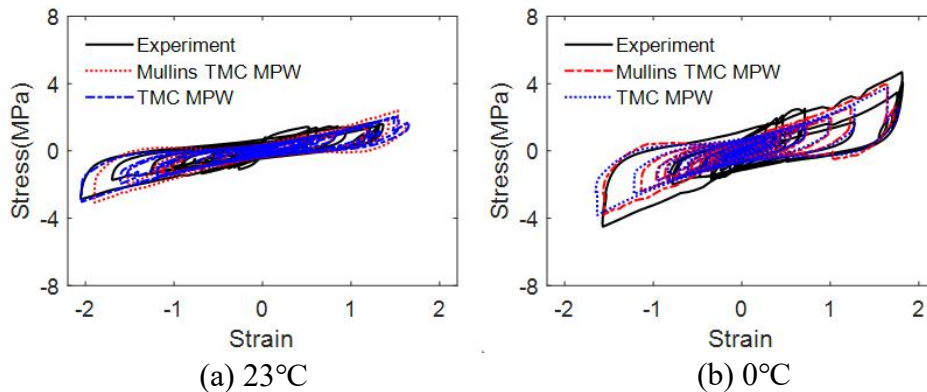 8
4
0
-4
-8
Stress(MPa)
Experiment
Mullins TMC MPW
TMC MPW
-2 -1 0 1 2
Strain
(a) 23°C
8
4
0
-4
-8
Stress(MPa)
Experiment
Mullins TMC MPW
TMC MPW
-2 -1 0 1 2
Strain
(b) 0°C